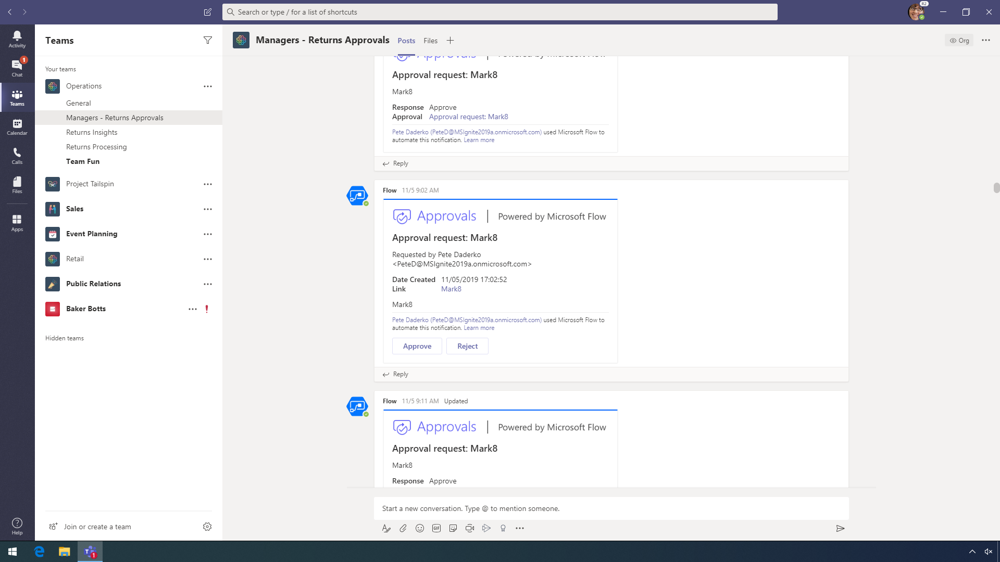 Search or type / for a list of shortcuts
R2
Activity
1
Chat
Teams
Calendar
Calls
Files
Apps
Help
Teams
Your teams
Operations
General
Managers - Returns Approvals
Returns Insights
Returns Processing
Team Fun
Project Tailspin
Sales
Event Planning
Retail
Public Relations
Baker Botts
Hidden teams
Join or create a team
Managers - Returns Approvals
Posts
Files
Org
Approvals | Powered by Microsoft Flow
Approval request: Mark8
Mark8
Response Approve
Approval Approval request: Mark8
Pete Daderko (PeteD@MSIgnite2019a.onmicrosoft.com) used Microsoft Flow to
automate this notification. Learn more
Reply
Flow 11/5 9:02 AM
Approvals | Powered by Microsoft Flow
Approval request: Mark8
Requested by Pete Daderko
<PeteD@MSIgnite2019a.onmicrosoft.com>
Date Created 11/05/2019 17:02:52
Link Mark8
Mark8
Pete Daderko (PeteD@MSIgnite2019a.onmicrosoft.com) used Microsoft Flow to
automate this notification. Learn more
Approve
Reject
Reply
Flow 11/5 9:11 AM Updated
Approvals | Powered by Microsoft Flow
Approval request: Mark8
Mark8
Response Approve
Start a new conversation. Type @ to mention someone.
GIF
T
1